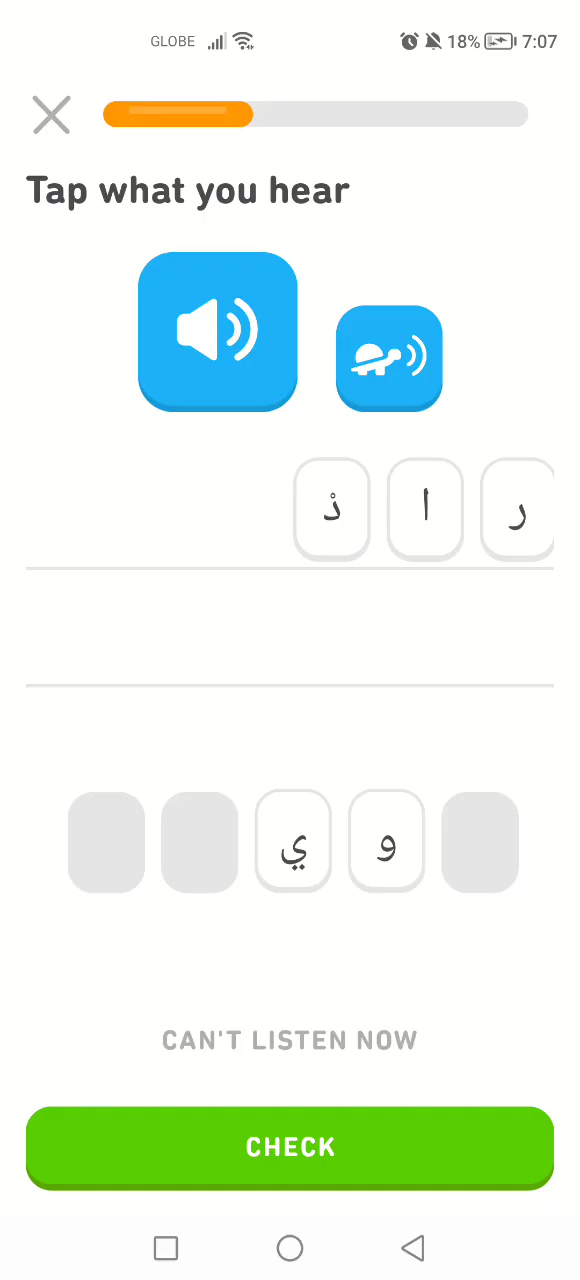 GLOBE 18% 7:07
Tap what you hear
ر ا دْ
و ي
CAN'T LISTEN NOW
CHECK